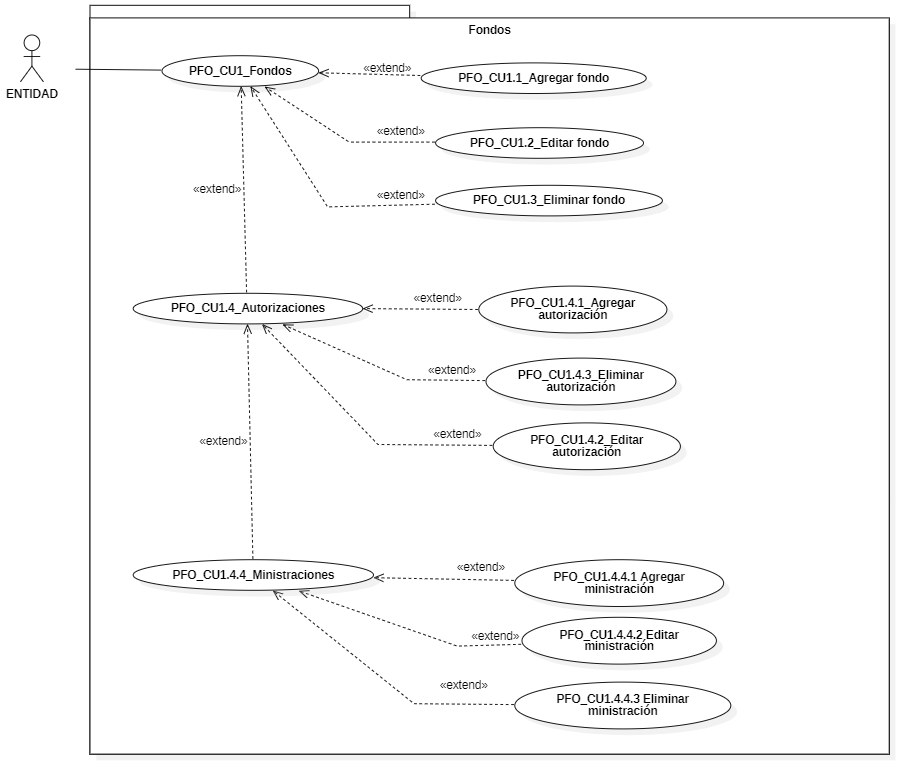 Fondos
ENTIDAD
PFO_CU1_Fondos
«extend»
PFO_CU1.1_Agregar fondo
«extend»
PFO_CU1.2_Editar fondo
«extend»
«extend»
PFO_CU1.3_Eliminar fondo
PFO_CU1.4_Autorizaciones
«extend»
PFO_CU1.4.1_Agregar
autorización
«extend»
PFO_CU1.4.3_Eliminar
autorización
«extend»
«extend»
PFO_CU1.4.2_Editar
autorización
PFO_CU1.4.4_Ministraciones
«extend»
PFO_CU1.4.4.1 Agregar
ministración
«extend»
PFO_CU1.4.4.2 Editar
ministración
«extend»
PFO_CU1.4.4.3 Eliminar
ministración